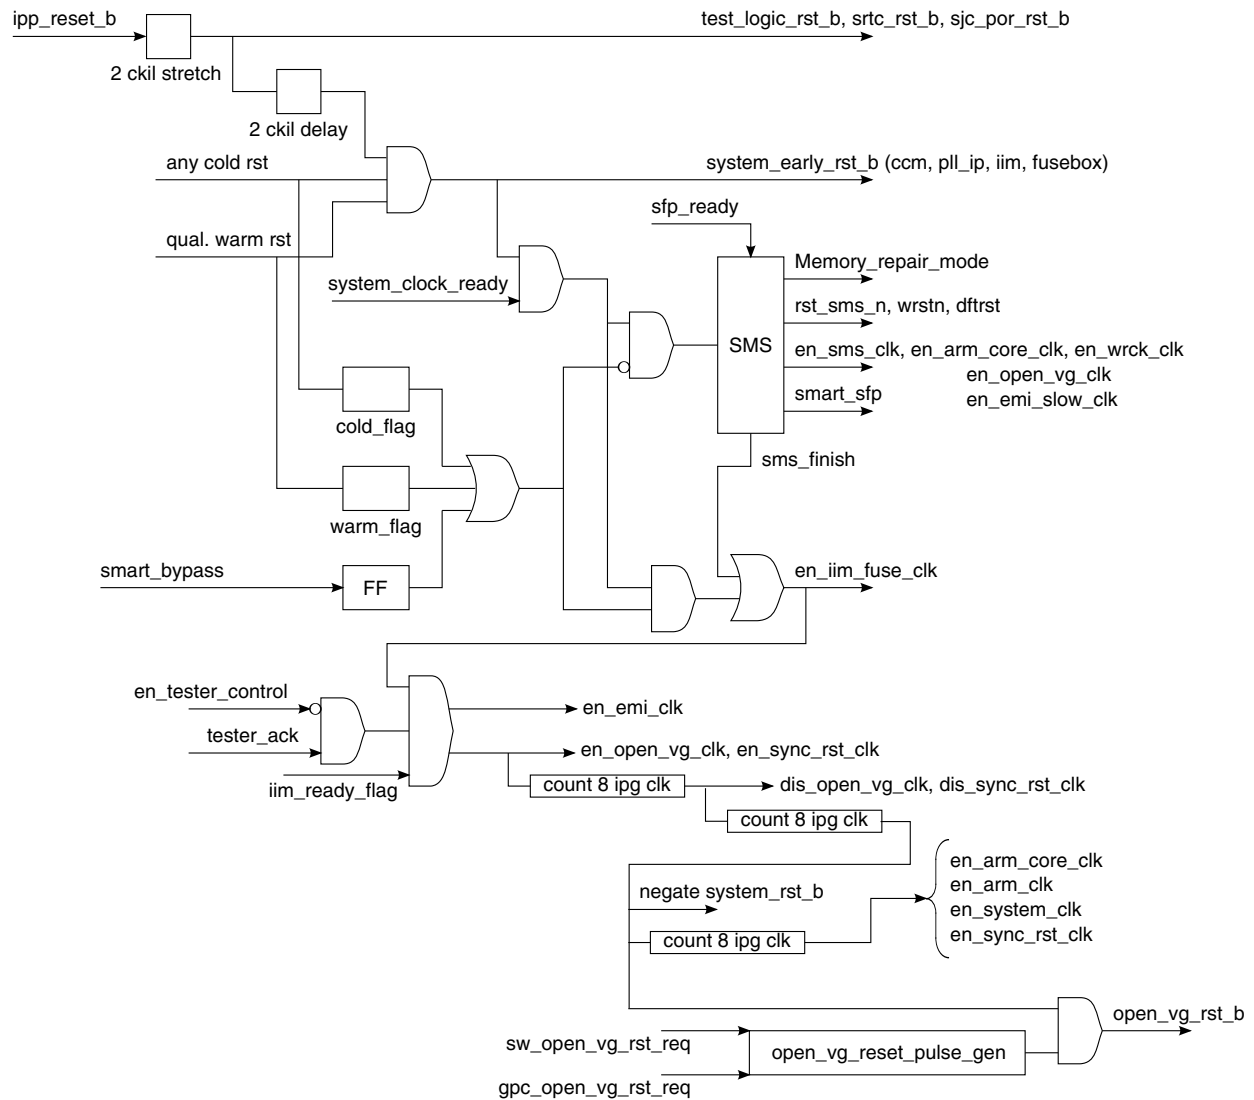 ipp_reset_b
test_logic_rst_b, srtc_rst_b, sjc_por_rst_b
2 ckil stretch
2 ckil delay
any cold rst
system_early_rst_b (ccm, pll_ip, iim, fusebox)
sfp_ready
qual. warm rst
system_clock_ready
Memory_repair_mode
rst_sms_n, wrstn, dftrst
SMS
en_sms_clk, en_arm_core_clk, en_wrck_clk
en_open_vg_clk
smart_sfp
en_emi_slow_clk
cold_flag
sms_finish
warm_flag
smart_bypass
FF
en_iim_fuse_clk
en_tester_control
en_emi_clk
tester_ack
en_open_vg_clk, en_sync_rst_clk
iim_ready_flag
count 8 ipg clk
dis_open_vg_clk, dis_sync_rst_clk
count 8 ipg clk
en_arm_core_clk
negate system_rst_b
en_arm_clk
en_system_clk
count 8 ipg clk
en_sync_rst_clk
open_vg_rst_b
sw_open_vg_rst_req
open_vg_reset_pulse_gen
gpc_open_vg_rst_req